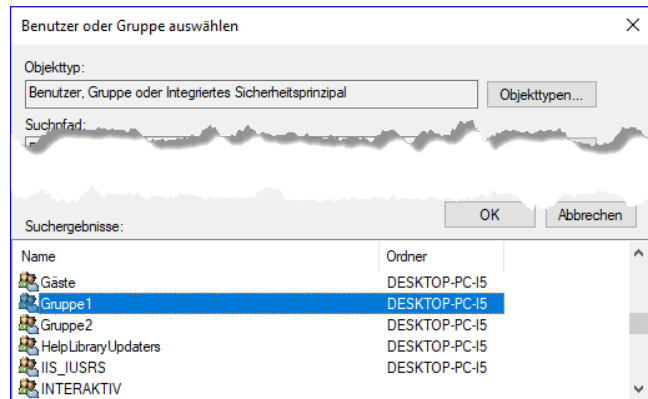 Benutzer oder Gruppe auswählen
Objekttyp:
Benutzer, Gruppe oder Integriertes Sicherheitsprinzipal
Objekttypen...
Suchpfad:
OK
Abbrechen
Suchergebnisse:
Name Ordner
Gäste DESKTOP-PC-I5
Gruppe1 DESKTOP-PC-I5
Gruppe2 DESKTOP-PC-I5
HelpLibraryUpdaters DESKTOP-PC-I5
IIS_IUSRS DESKTOP-PC-I5
INTERAKTIV